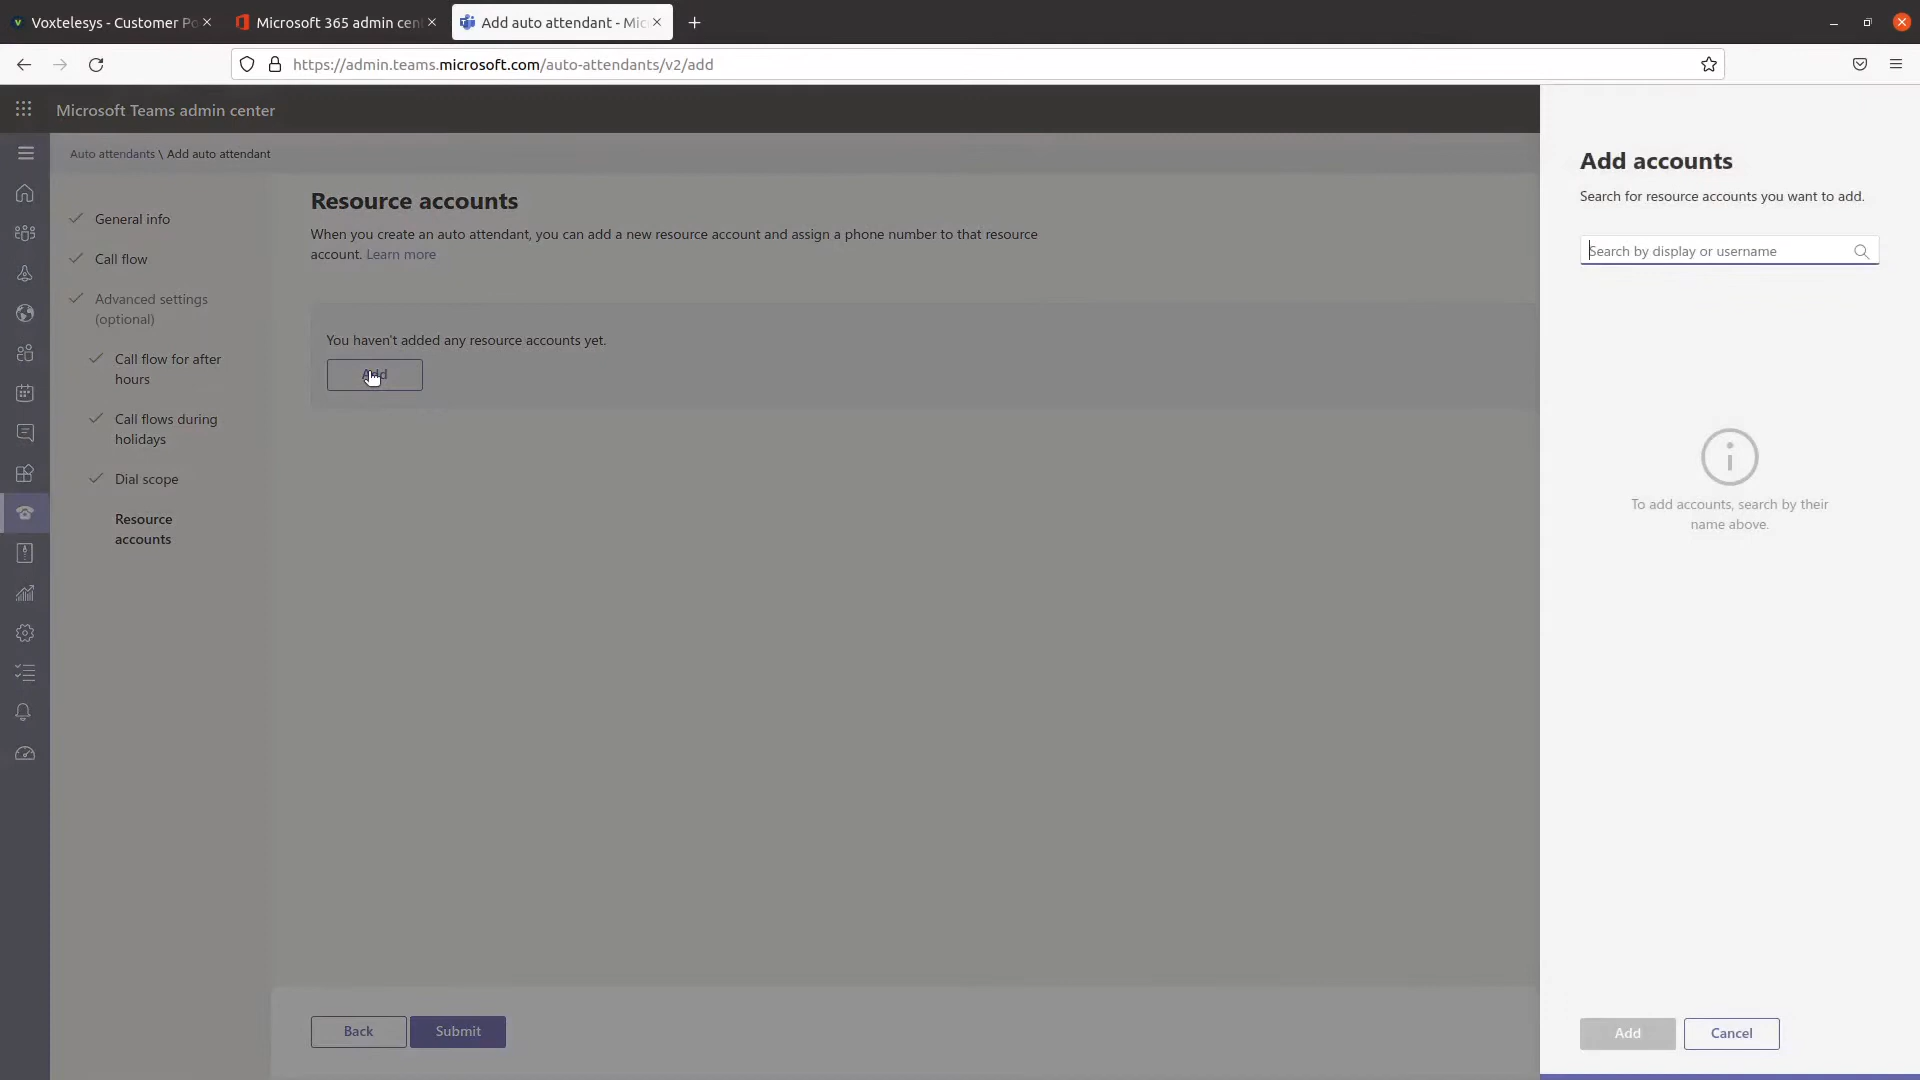 Voxtelesys - Customer Po
Microsoft 365 admin cen
Add auto attendant - Mic
https://admin.teams.microsoft.com/auto-attendants/v2/add
Microsoft Teams admin center
Auto attendants \ Add auto attendant
General info
Call flow
Advanced settings
(optional)
Call flow for after
hours
Call flows during
holidays
Dial scope
Resource
accounts
Resource accounts
When you create an auto attendant, you can add a new resource account and assign a phone number to that resource
account. Learn more
You haven't added any resource accounts yet.
Add
Back
Submit
Add accounts
Search for resource accounts you want to add.
Search by display or username
To add accounts, search by their
name above.
Add
Cancel